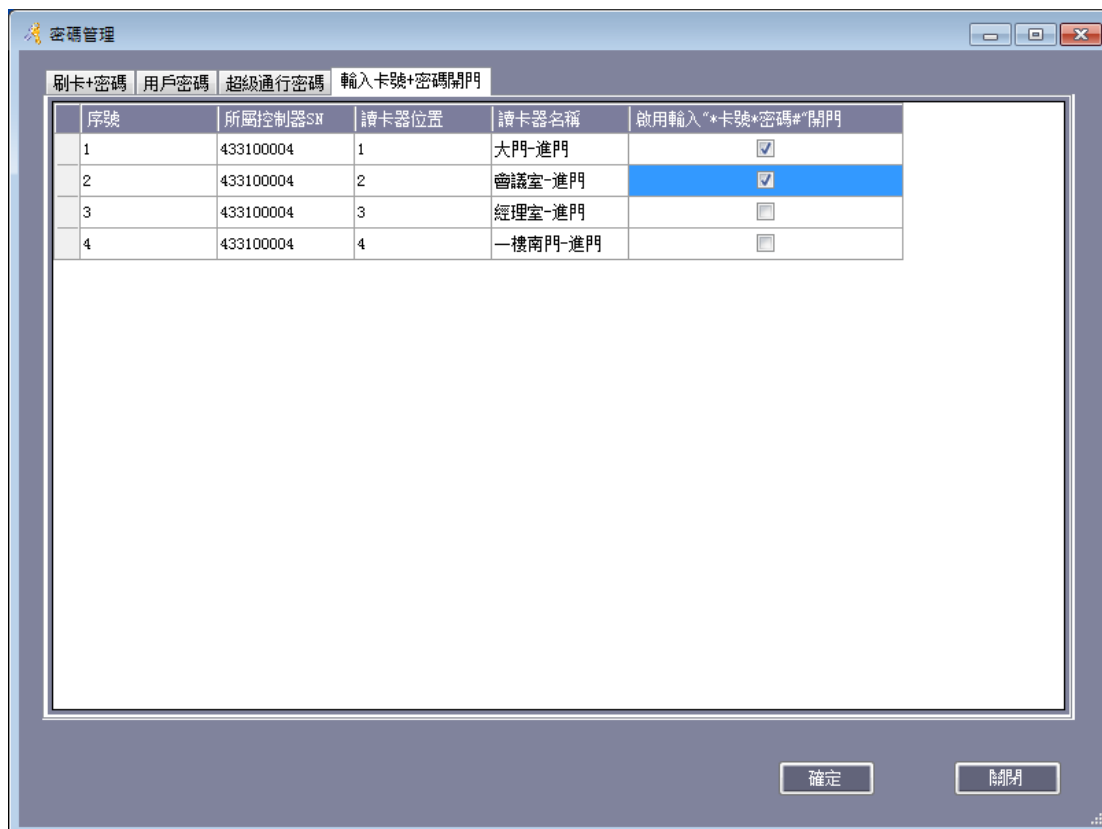 密碼管理
刷卡+密碼 用戶密碼 超級通行密碼 輸入卡號+密碼開門
序號 所屬控制器SN 讀卡器位置 讀卡器名稱 啟用輸入"*卡號*密碼#"開門
1 433100004 1 大門-進門
2 433100004 2 會議室-進門
3 433100004 3 經理室-進門
4 433100004 4 一樓南門-進門
確定 關閉